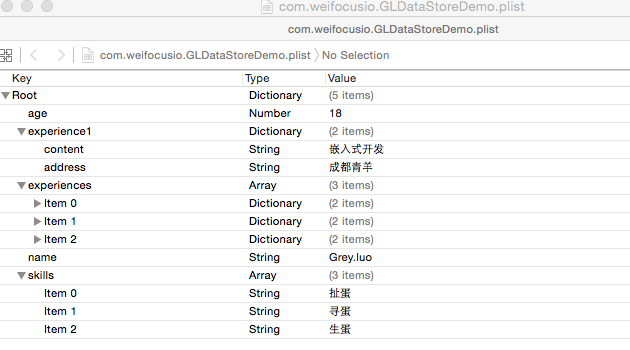 com.weifocusio.GLDataStoreDemo.plist
com.weifocusio.GLDataStoreDemo.plist
com.weifocusio.GLDataStoreDemo.plist No Selection
Key Type Value
Root Dictionary (5 items)
age Number 18
experience1 Dictionary (2 items)
content String 嵌入式开发
address String 成都青羊
experiences Array (3 items)
Item 0 Dictionary (2 items)
Item 1 Dictionary (2 items)
Item 2 Dictionary (2 items)
name String Grey.luo
skills Array (3 items)
Item 0 String 扯蛋
Item 1 String 寻蛋
Item 2 String 生蛋